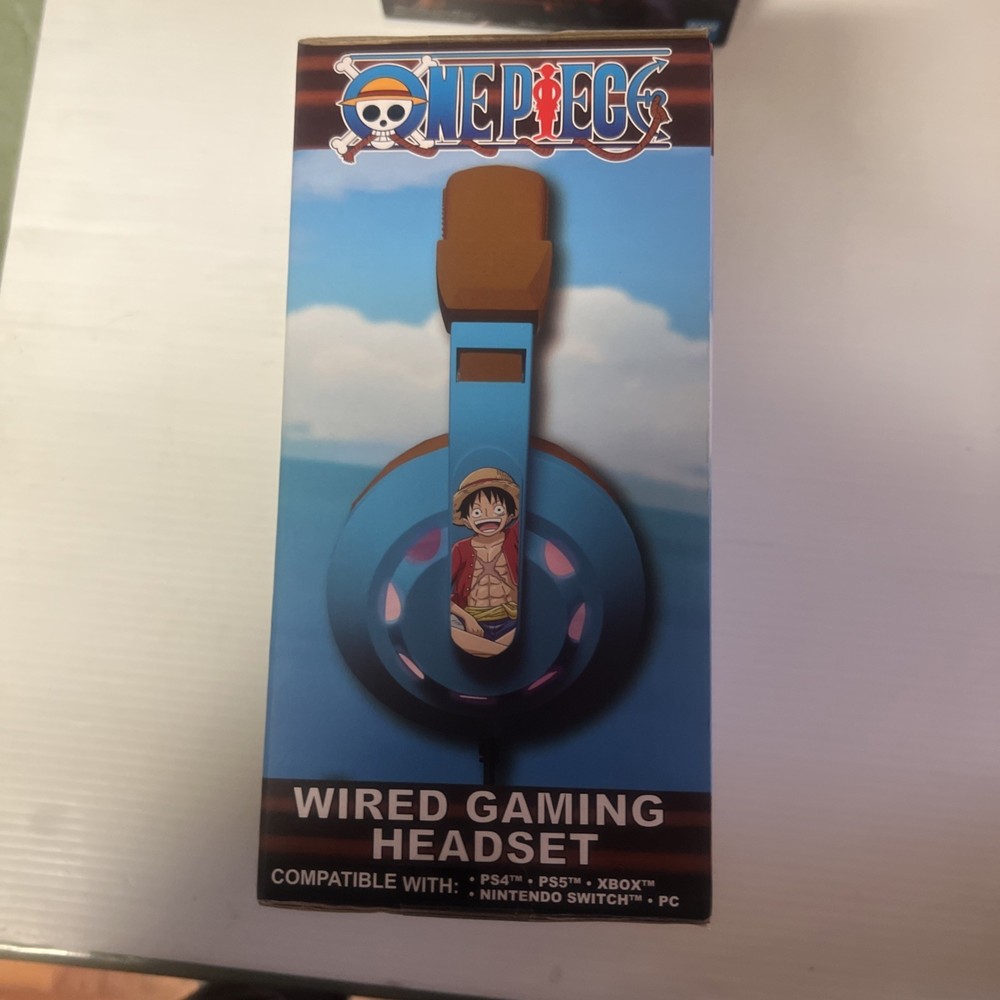 ONE PIECE
WIRED GAMING
HEADSET
COMPATIBLE WITH: • PS4™ • PS5™ • XBOX™
• NINTENDO SWITCH™ • PC